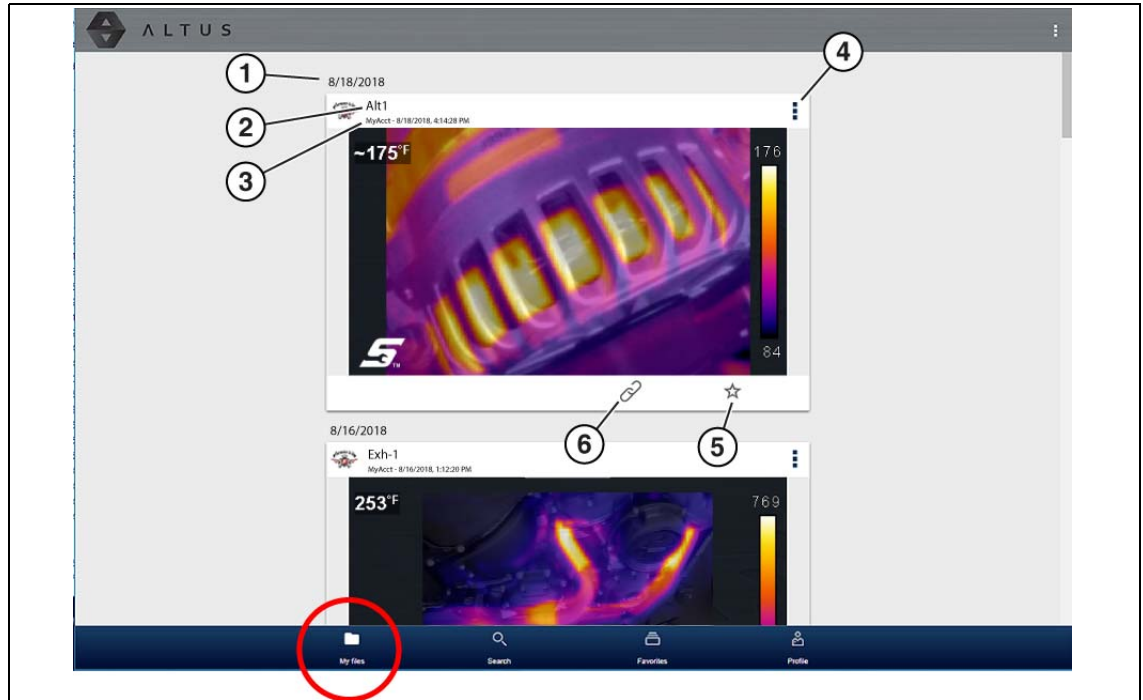 ALTUS
4
1
8/18/2018
2
Alt1
MyAcct - 8/18/2018, 4:14:28 PM
3
~175°F
176
84
6
5
8/16/2018
Exh-1
MyAcct - 8/16/2018, 1:12:20 PM
253°F
769
My files
Search
Favorites
Profile